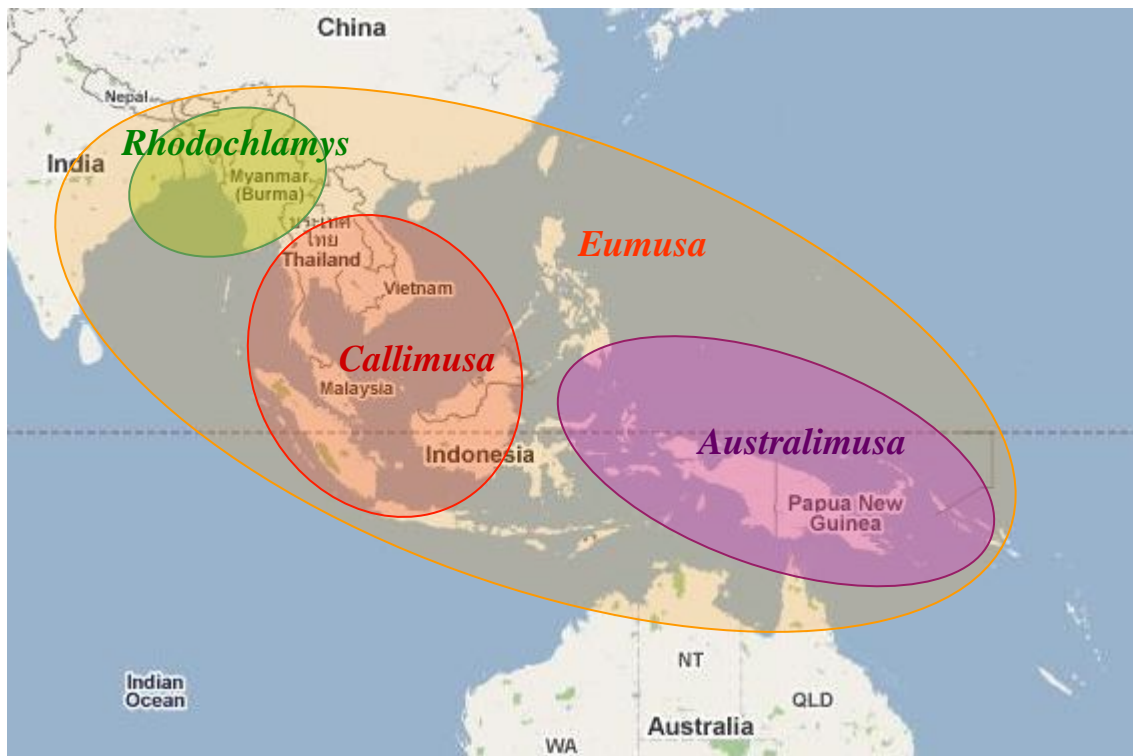 China
Nepal
Rhodochlamys
India
Myanmar
(Burma)
ประเทศ
ไทย
Thailand
Eumusa
Vietnam
Callimusa
Malaysia
Australimusa
Indonesia
Papua New
Guinea
Indian
Ocean
NT
QLD
Australia
WA